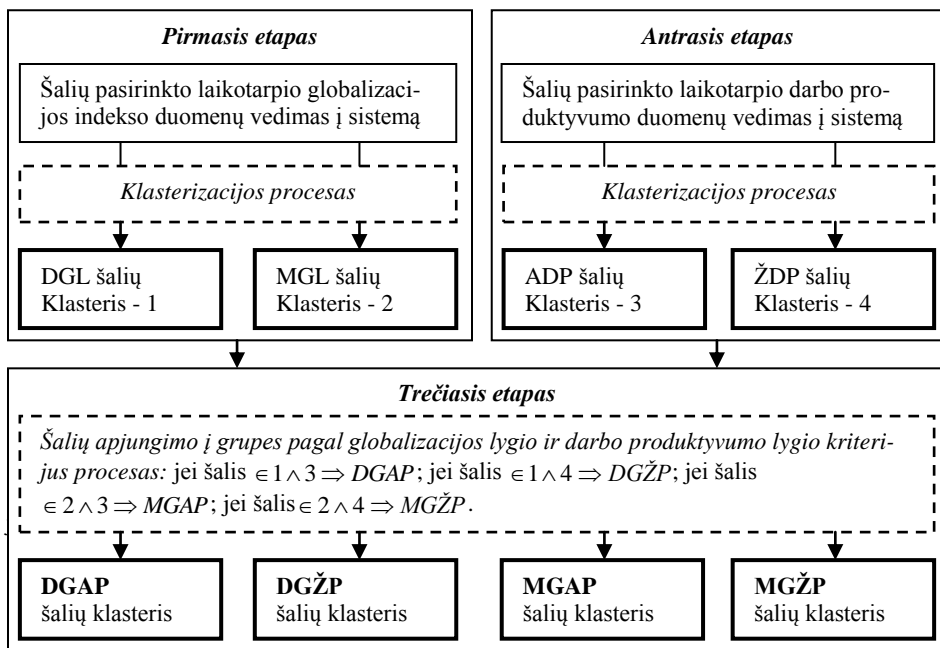 Pirmasis etapas
Šalių pasirinkto laikotarpio globalizaci-
jos indekso duomenų vedimas į sistemą
Klasterizacijos procesas
DGL šalių
Klasteris - 1
MGL šalių
Klasteris - 2
Antrasis etapas
Šalių pasirinkto laikotarpio darbo pro-
duktyvumo duomenų vedimas į sistemą
Klasterizacijos procesas
ADP šalių
Klasteris - 3
ŽDP šalių
Klasteris - 4
Trečiasis etapas
Šalių apjungimo į grupes pagal globalizacijos lygio ir darbo produktyvumo lygio kriteri-
jus procesas: jei šalis ∈ 1 ∧ 3 ⇒ DGAP; jei šalis ∈ 1 ∧ 4 ⇒ DGŽP; jei šalis
∈ 2 ∧ 3 ⇒ MGAP; jei šalis ∈ 2 ∧ 4 ⇒ MGŽP.
DGAP
šalių klasteris
DGŽP
šalių klasteris
MGAP
šalių klasteris
MGŽP
šalių klasteris